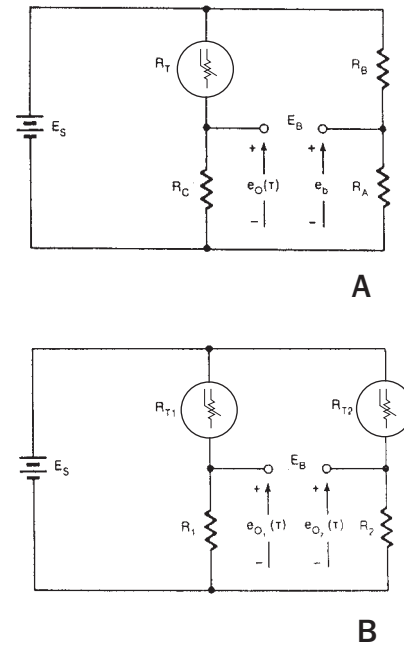 R_T
R_B
E_S
E_B
+
+
R_C
e_O(T)
e_b
R_A
−
−
A
R_T1
R_T2
E_S
E_B
+
+
R_1
e_O1(T)
e_O2(T)
R_2
−
−
B